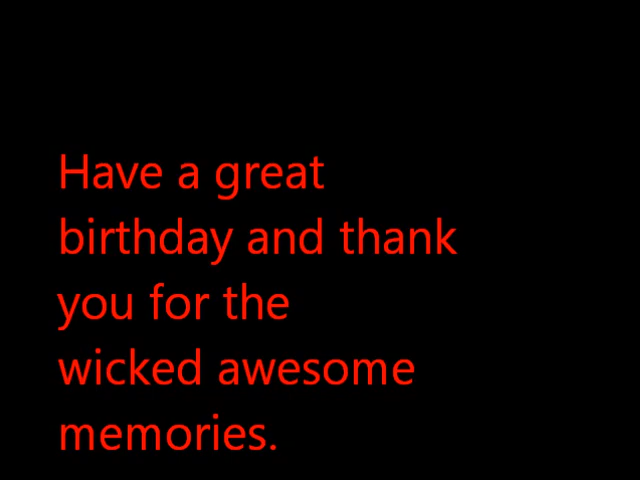 Have a great
birthday and thank
you for the
wicked awesome
memories.